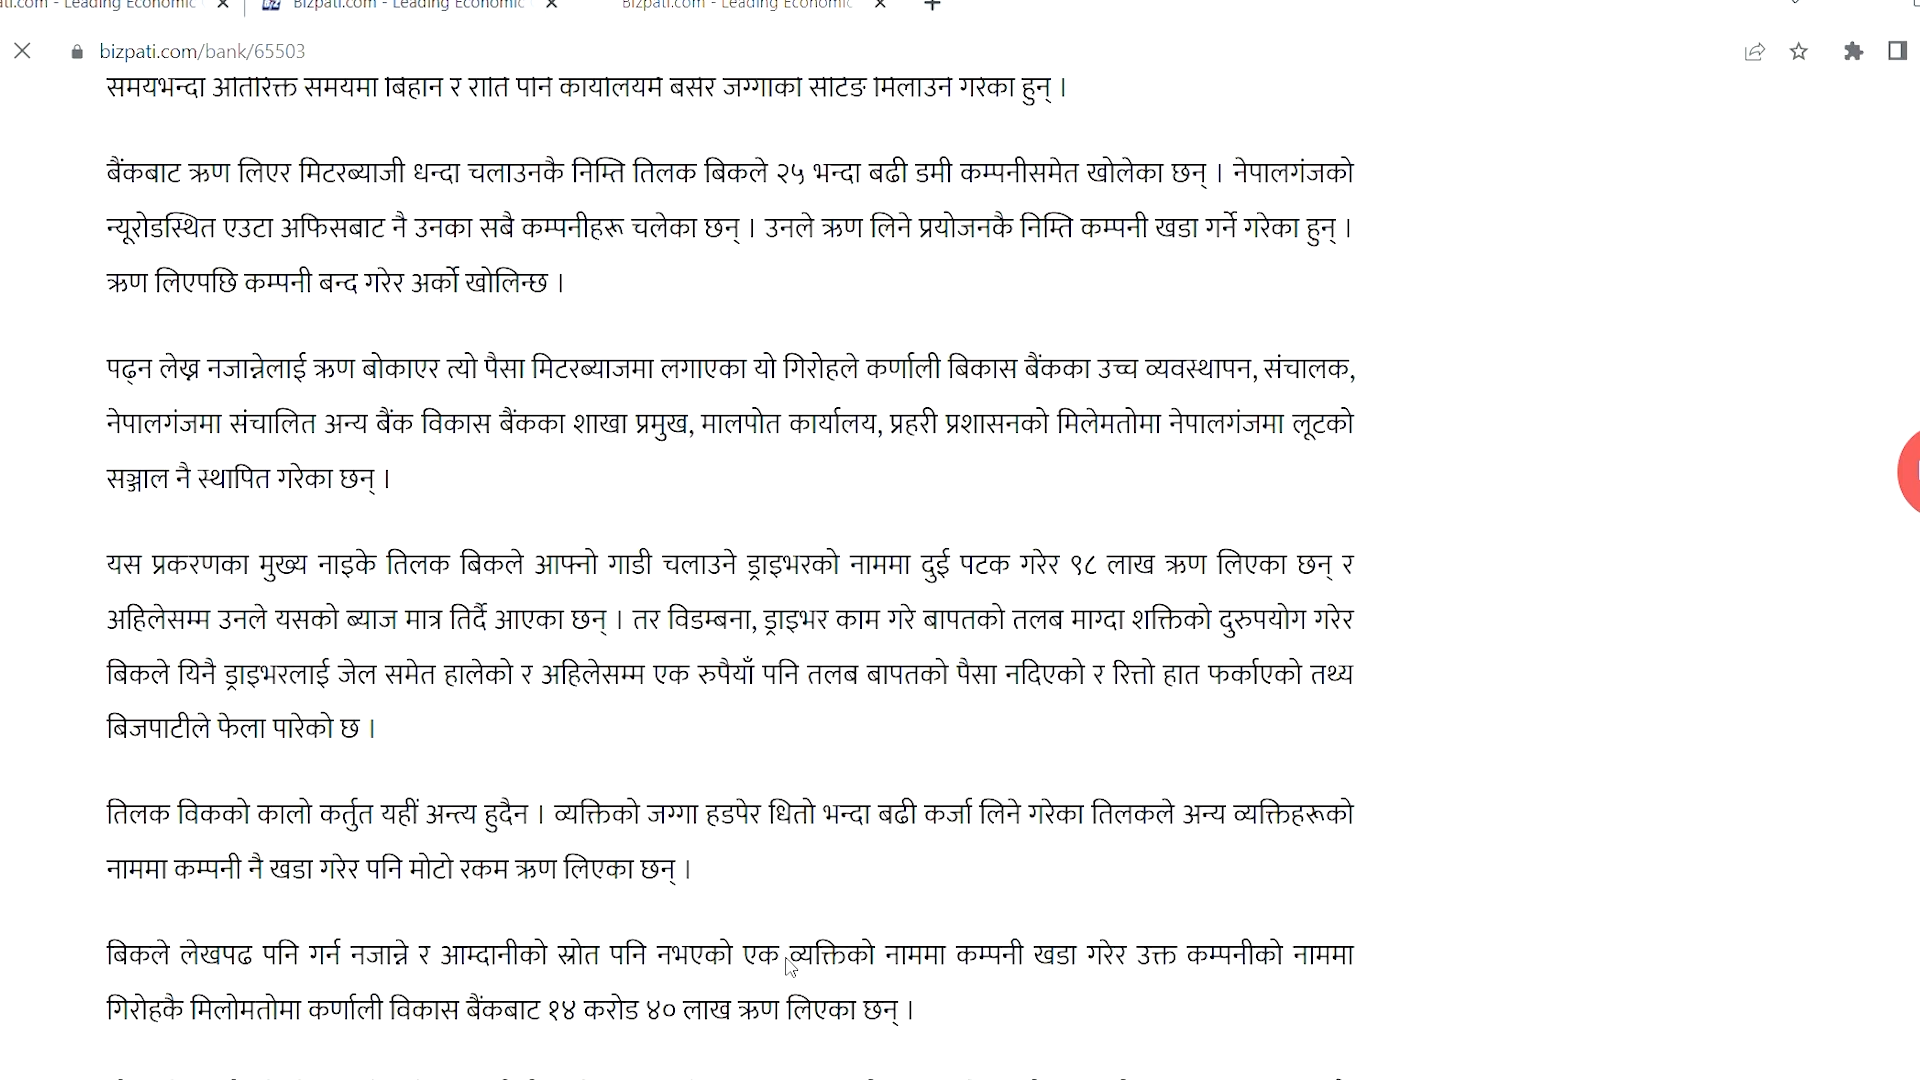 Bizpati.com - Leading Economic
Bizpati.com - Leading Economic
bizpati.com/bank/65503
समयभन्दा अतिरिक्त समयमा बिहान र राति पनि कार्यालयमै बसेर जग्गाको सेटिङ मिलाउने गरेका हुन् ।
बैंकबाट ऋण लिएर मिटरब्याजी धन्दा चलाउनकै निम्ति तिलक बिकले २५ भन्दा बढी डमी कम्पनीसमेत खोलेका छन् । नेपालगंजको
न्यूरोडस्थित एउटा अफिसबाट नै उनका सबै कम्पनीहरू चलेका छन् । उनले ऋण लिने प्रयोजनकै निम्ति कम्पनी खडा गर्ने गरेका हुन् ।
ऋण लिएपछि कम्पनी बन्द गरेर अर्को खोलिन्छ ।
पढ्न लेख्न नजान्नेलाई ऋण बोकाएर त्यो पैसा मिटरब्याजमा लगाएका यो गिरोहले कर्णाली बिकास बैंकका उच्च व्यवस्थापन, संचालक,
नेपालगंजमा संचालित अन्य बैंक विकास बैंकका शाखा प्रमुख, मालपोत कार्यालय, प्रहरी प्रशासनको मिलेमतोमा नेपालगंजमा लूटको
सञ्जाल नै स्थापित गरेका छन् ।
यस प्रकरणका मुख्य नाइके तिलक बिकले आफ्नो गाडी चलाउने ड्राइभरको नाममा दुई पटक गरेर ९८ लाख ऋण लिएका छन् र
अहिलेसम्म उनले यसको ब्याज मात्र तिर्दै आएका छन् । तर विडम्बना, ड्राइभर काम गरे बापतको तलब माग्दा शक्तिको दुरुपयोग गरेर
बिकले यिनै ड्राइभरलाई जेल समेत हालेको र अहिलेसम्म एक रुपैयाँ पनि तलब बापतको पैसा नदिएको र रित्तो हात फर्काएको तथ्य
बिजपाटीले फेला पारेको छ ।
तिलक विकको कालो कर्तुत यहीं अन्त्य हुदैन । व्यक्तिको जग्गा हडपेर धितो भन्दा बढी कर्जा लिने गरेका तिलकले अन्य व्यक्तिहरूको
नाममा कम्पनी नै खडा गरेर पनि मोटो रकम ऋण लिएका छन् ।
बिकले लेखपढ पनि गर्न नजान्ने र आम्दानीको स्रोत पनि नभएको एक व्यक्तिको नाममा कम्पनी खडा गरेर उक्त कम्पनीको नाममा
गिरोहकै मिलोमतोमा कर्णाली विकास बैंकबाट १४ करोड ४० लाख ऋण लिएका छन् ।